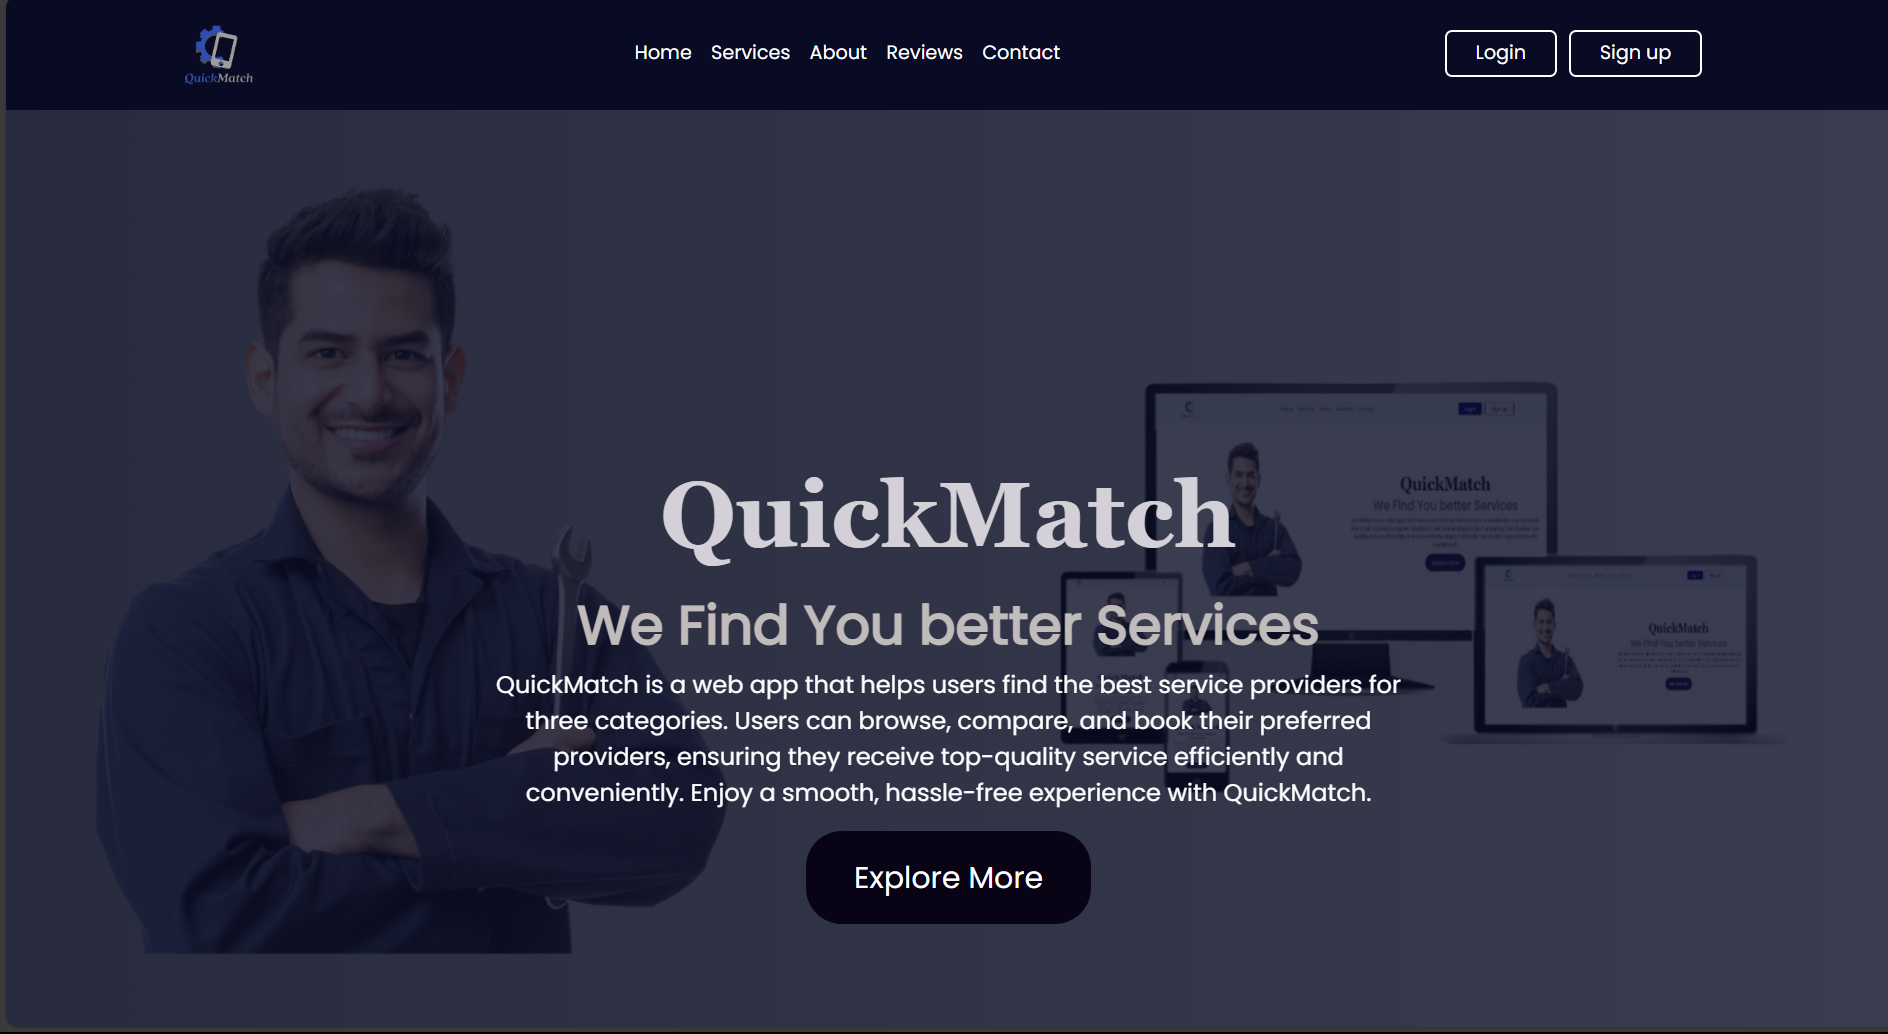 QuickMatch
Home Services About Reviews Contact
Login Sign up
QuickMatch
We Find You better Services
QuickMatch is a web app that helps users find the best service providers for
three categories. Users can browse, compare, and book their preferred
providers, ensuring they receive top-quality service efficiently and
conveniently. Enjoy a smooth, hassle-free experience with QuickMatch.
Explore More
QuickMatch
We Find You better Services
QuickMatch
We Find You better Services